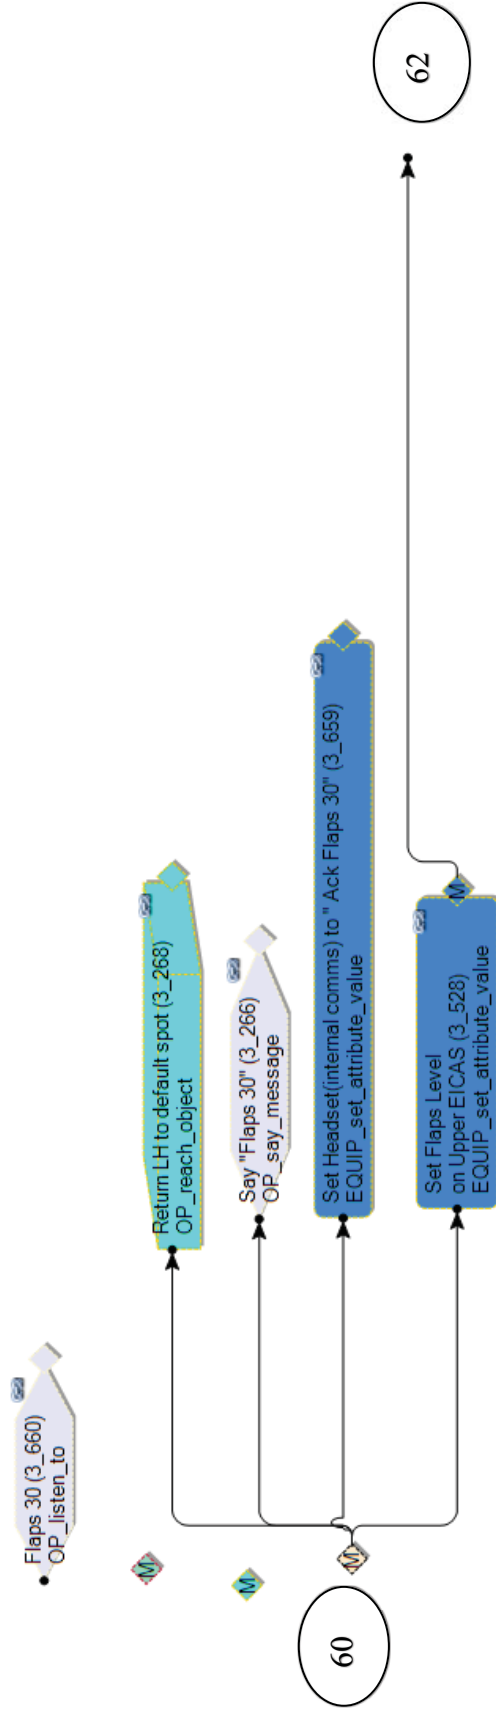 Flaps 30 (3_660)
OP_listen_to
M
Return LH to default spot (3_268)
OP_reach_object
M
Say "Flaps 30" (3_266)
OP_say_message
60
M
Set Headset(internal comms) to " Ack Flaps 30" (3_659)
EQUIP_set_attribute_value
Set Flaps Level
on Upper EICAS (3_528)
EQUIP_set_attribute_value
M
62